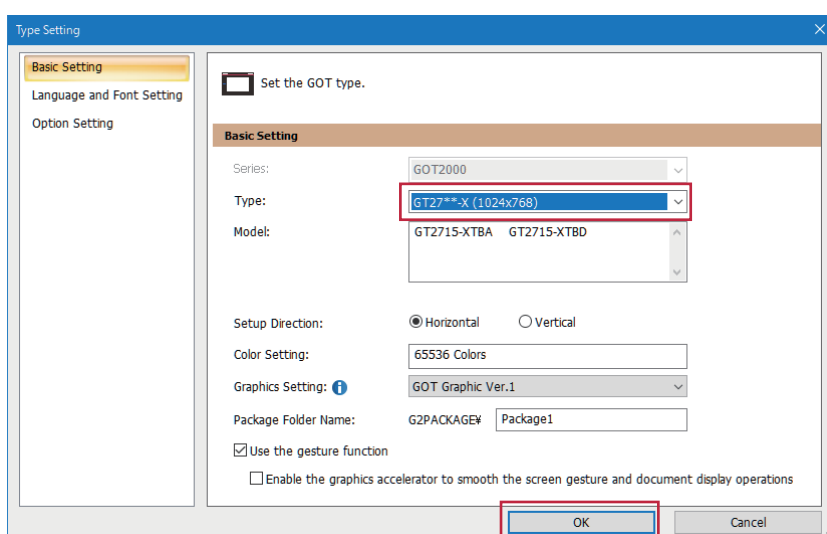 Type Setting
Basic Setting
Language and Font Setting
Option Setting
Set the GOT type.
Basic Setting
Series: GOT2000
Type: GT27**-X (1024x768)
Model: GT2715-XTBA GT2715-XTBD
Setup Direction: Horizontal Vertical
Color Setting: 65536 Colors
Graphics Setting: GOT Graphic Ver.1
Package Folder Name: G2PACKAGE¥ Package1
Use the gesture function
Enable the graphics accelerator to smooth the screen gesture and document display operations
OK Cancel